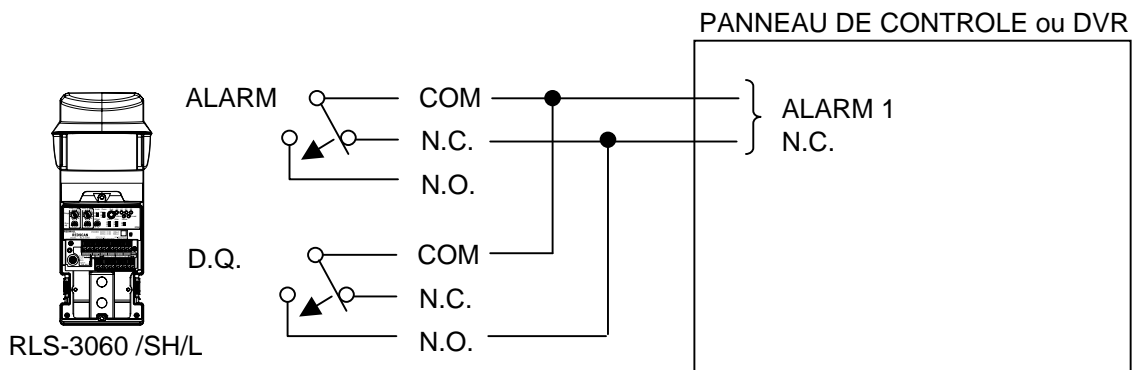 PANNEAU DE CONTROLE ou DVR
ALARM
COM
N.C.
N.O.
ALARM 1
N.C.
D.Q.
COM
N.C.
N.O.
RLS-3060 /SH/L